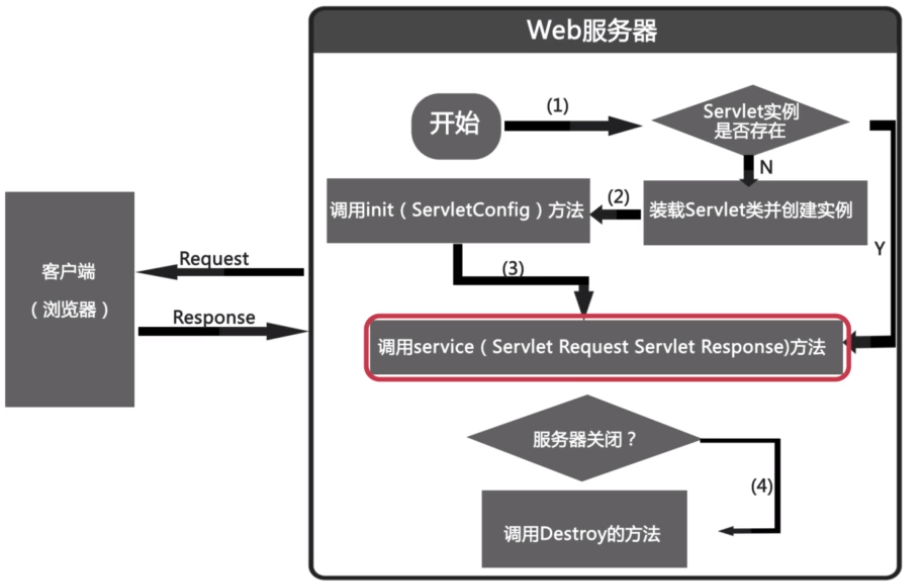 Web服务器
开始
(1)
Servlet实例
是否存在
N
调用init（ServletConfig）方法
(2)
装载Servlet类并创建实例
Y
客户端
（浏览器）
Request
Response
(3)
调用service（Servlet Request Servlet Response)方法
服务器关闭？
(4)
调用Destroy的方法